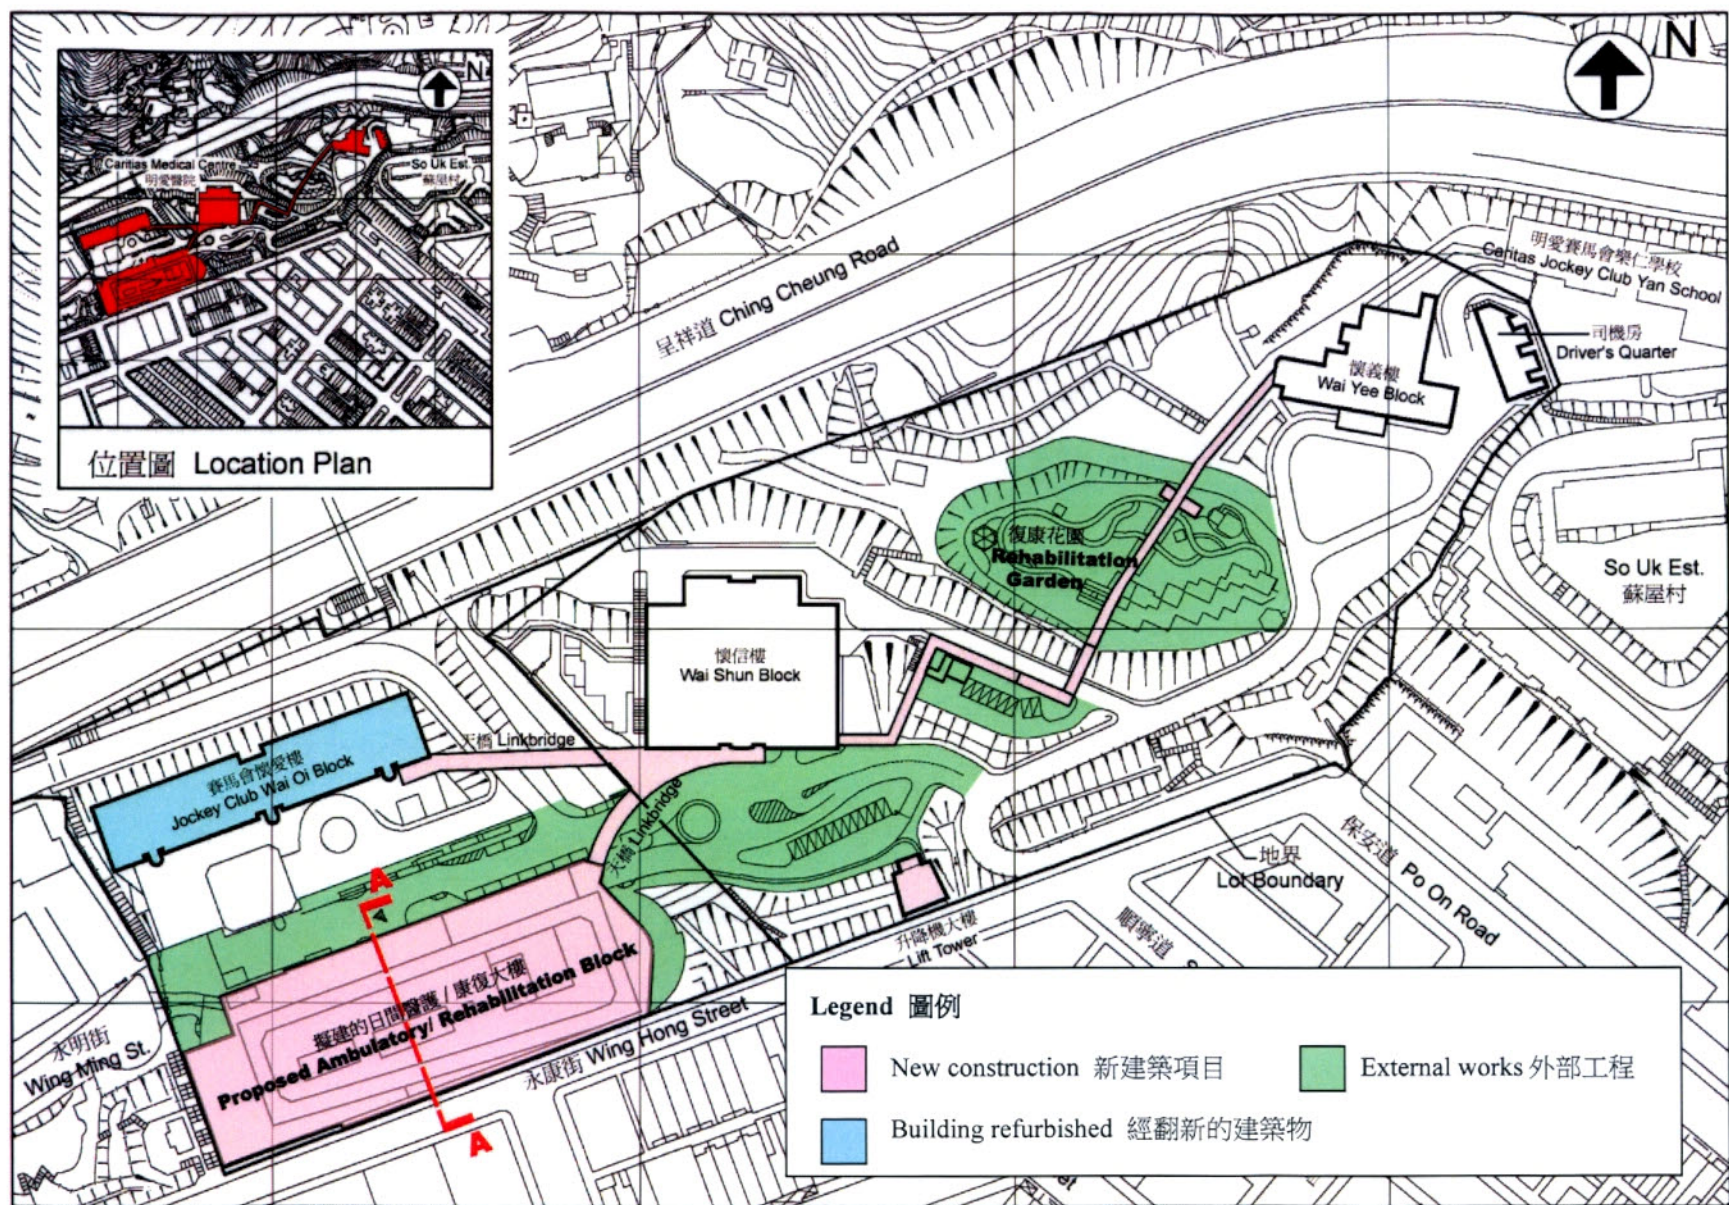 N
Caritas Medical Centre
明愛醫院
So Uk Est.
蘇屋村
位置圖 Location Plan
N
呈祥道 Ching Cheung Road
明愛賽馬會樂仁學校
Caritas Jockey Club Yan School
司機房
Driver's Quarter
懷義樓
Wai Yee Block
復康花園
Rehabilitation
Garden
So Uk Est.
蘇屋村
懷信樓
Wai Shun Block
天橋 Linkbridge
賽馬會懷愛樓
Jockey Club Wai Oi Block
天橋 Linkbridge
地界
Lot Boundary
保安道 Po On Road
順寧道
升降機大樓
Lift Tower
A
A
擬建的日間醫護 / 康復大樓
Proposed Ambulatory/ Rehabilitation Block
永明街
Wing Ming St.
永康街 Wing Hong Street
A
Legend 圖例
New construction 新建築項目
External works 外部工程
Building refurbished 經翻新的建築物